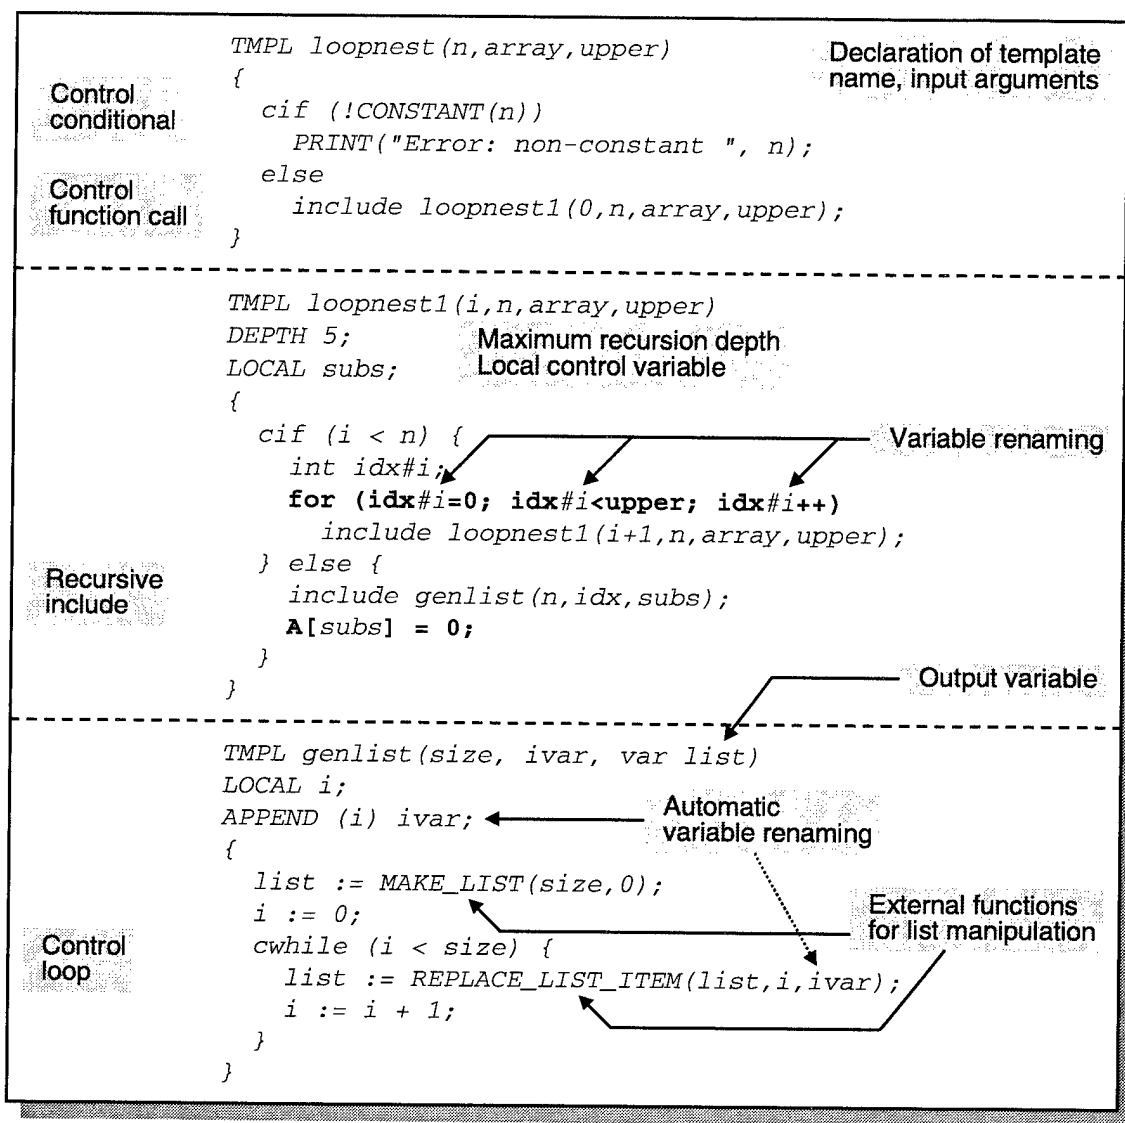 TMPL loopnest(n,array,upper)
Declaration of template
name, input arguments
{
Control
conditional
cif (!CONSTANT(n))
PRINT("Error: non-constant ", n);
else
Control
function call
include loopnest1(0,n,array,upper);
}
TMPL loopnest1(i,n,array,upper)
DEPTH 5;
LOCAL subs;
Maximum recursion depth
Local control variable
{
cif (i < n) {
Variable renaming
int idx#i;
for (idx#i=0; idx#i<upper; idx#i++)
include loopnest1(i+1,n,array,upper);
} else {
Recursive
include
include genlist(n,idx,subs);
A[subs] = 0;
}
}
Output variable
TMPL genlist(size, ivar, var list)
LOCAL i;
APPEND (i) ivar;
Automatic
variable renaming
{
list := MAKE_LIST(size,0);
i := 0;
External functions
for list manipulation
Control
loop
cwhile (i < size) {
list := REPLACE_LIST_ITEM(list,i,ivar);
i := i + 1;
}
}